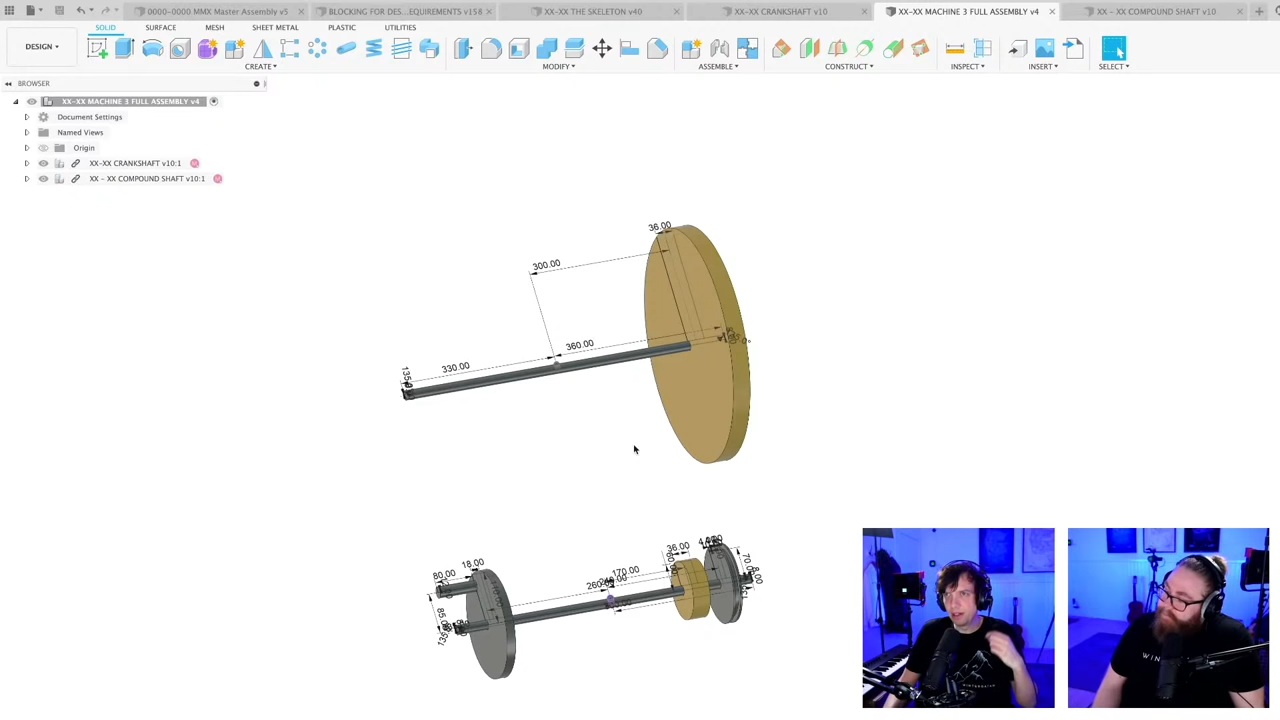 0000-0000 MMX Master Assembly v5
BLOCKING FOR DES...EQUIREMENTS v158
XX-XX THE SKELETON v40
XX-XX CRANKSHAFT v10
XX-XX MACHINE 3 FULL ASSEMBLY v4
XX - XX COMPOUND SHAFT v10
SOLID
SURFACE
MESH
SHEET METAL
PLASTIC
UTILITIES
DESIGN
CREATE
MODIFY
ASSEMBLE
CONSTRUCT
INSPECT
INSERT
SELECT
BROWSER
XX-XX MACHINE 3 FULL ASSEMBLY v4
Document Settings
Named Views
Origin
XX-XX CRANKSHAFT v10:1
XX - XX COMPOUND SHAFT v10:1
36.00
300.00
360.00
330.00
18.00
80.00
36.00
170.00
WIN